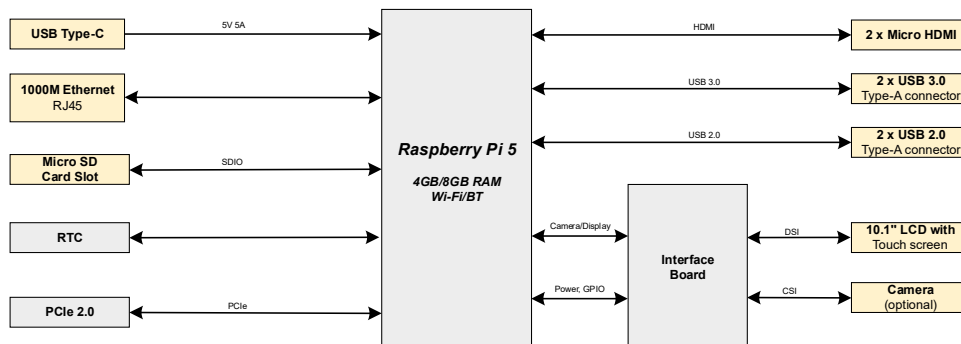 USB Type-C
5V 5A
1000M Ethernet
RJ45
Micro SD
Card Slot
SDIO
RTC
PCIe 2.0
PCIe
Raspberry Pi 5
4GB/8GB RAM
Wi-Fi/BT
HDMI
2 x Micro HDMI
USB 3.0
2 x USB 3.0
Type-A connector
USB 2.0
2 x USB 2.0
Type-A connector
Camera/Display
Power, GPIO
Interface
Board
DSI
10.1" LCD with
Touch screen
CSI
Camera
(optional)